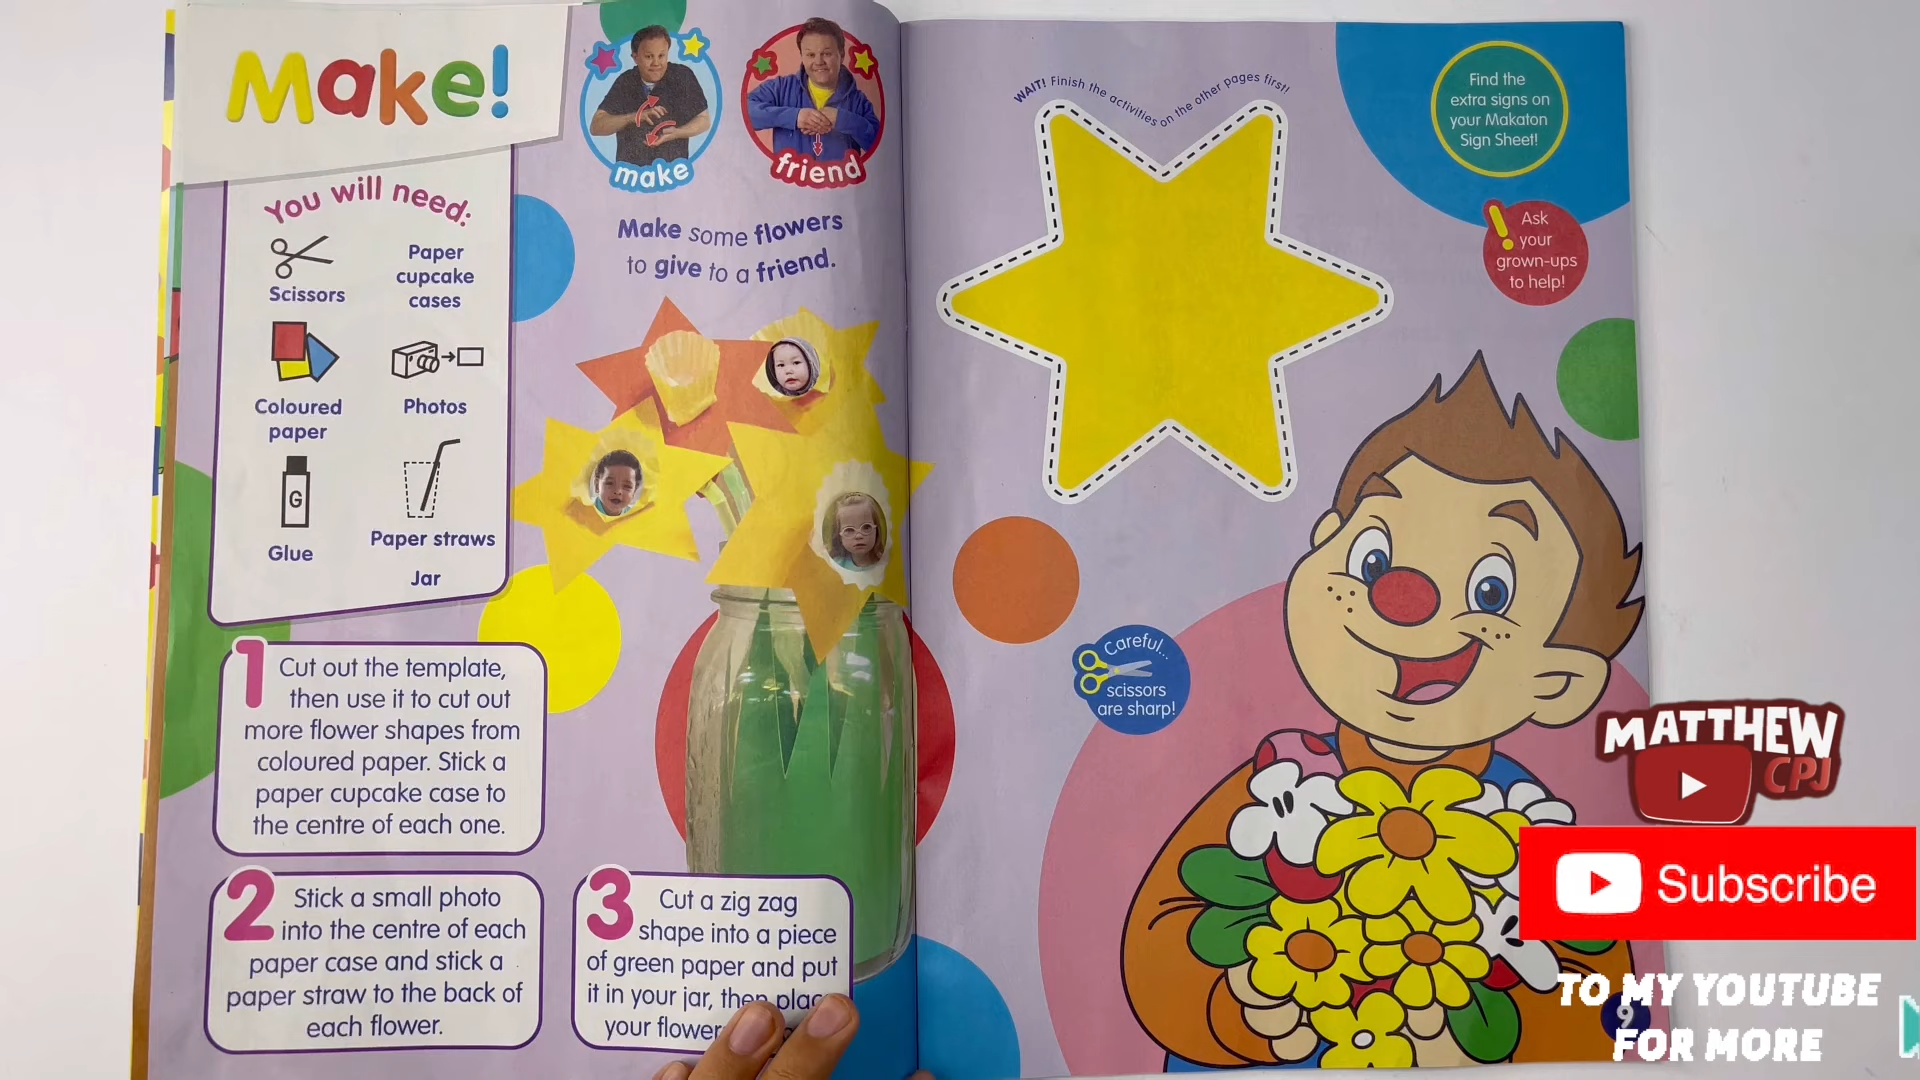 Make!
You will need:
Scissors
Paper
cupcake
cases
Coloured
paper
Photos
G
Glue
Paper straws
Jar
make
friend
Make some flowers
to give to a friend.
1 Cut out the template,
then use it to cut out
more flower shapes from
coloured paper. Stick a
paper cupcake case to
the centre of each one.
2 Stick a small photo
into the centre of each
paper case and stick a
paper straw to the back of
each flower.
3 Cut a zig zag
shape into a piece
of green paper and put
it in your jar, then
your
WAIT! Finish the activities on the other pages first!
Find the
extra signs on
your Makaton
Sign Sheet!
! Ask
your
grown-ups
to help!
Careful...
scissors
are sharp!
9
MATTHEW
CPJ
Subscribe
TO MY YOUTUBE
FOR MORE